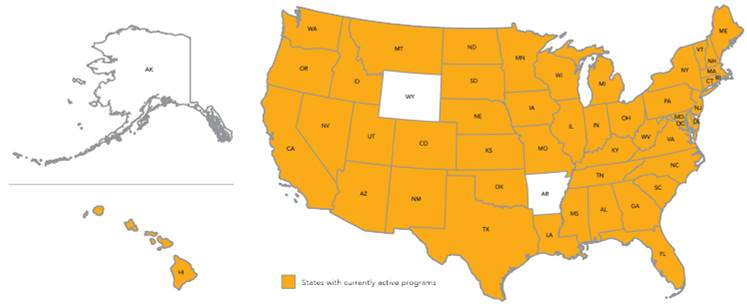 WA
MT
ND
MN
ME
VT
NH
OR
ID
SD
WI
MI
NY
MA
RI
CT
AK
WY
IA
PA
NJ
NV
NE
IL
IN
OH
MD
DE
DC
UT
CO
KS
MO
WV
VA
KY
CA
AZ
NM
OK
AR
TN
NC
SC
MS
AL
GA
TX
LA
FL
HI
States with currently active programs